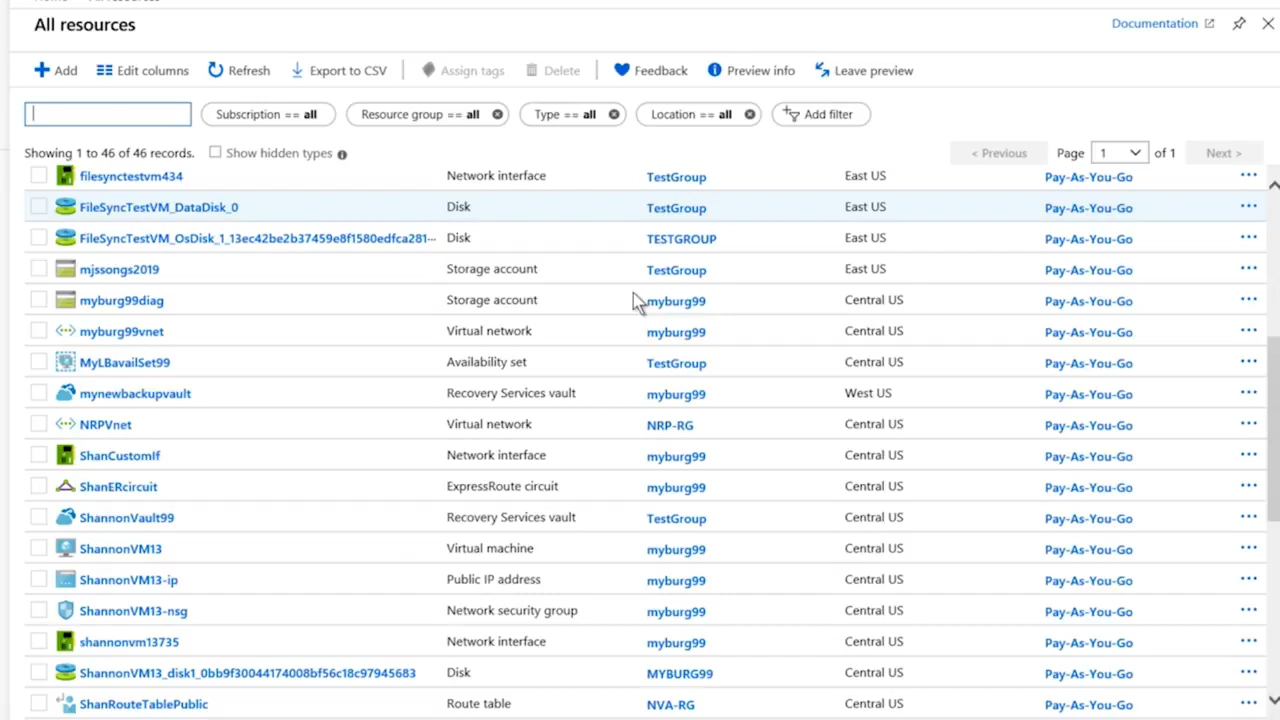 All resources
Documentation
Add Edit columns Refresh Export to CSV Assign tags Delete Feedback Preview info Leave preview
Subscription == all Resource group == all Type == all Location == all Add filter
Showing 1 to 46 of 46 records. Show hidden types < Previous Page 1 of 1 Next >
filesynctestvm434 Network interface TestGroup East US Pay-As-You-Go
FileSyncTestVM_DataDisk_0 Disk TestGroup East US Pay-As-You-Go
FileSyncTestVM_OsDisk_1_13ec42be2b37459e8f1580edfca281··· Disk TESTGROUP East US Pay-As-You-Go
mjssongs2019 Storage account TestGroup East US Pay-As-You-Go
myburg99diag Storage account myburg99 Central US Pay-As-You-Go
myburg99vnet Virtual network myburg99 Central US Pay-As-You-Go
MyLBavailSet99 Availability set TestGroup Central US Pay-As-You-Go
mynewbackupvault Recovery Services vault myburg99 West US Pay-As-You-Go
NRPVnet Virtual network NRP-RG Central US Pay-As-You-Go
ShanCustomIf Network interface myburg99 Central US Pay-As-You-Go
ShanERcircuit ExpressRoute circuit myburg99 Central US Pay-As-You-Go
ShannonVault99 Recovery Services vault TestGroup Central US Pay-As-You-Go
ShannonVM13 Virtual machine myburg99 Central US Pay-As-You-Go
ShannonVM13-ip Public IP address myburg99 Central US Pay-As-You-Go
ShannonVM13-nsg Network security group myburg99 Central US Pay-As-You-Go
shannonvm13735 Network interface myburg99 Central US Pay-As-You-Go
ShannonVM13_disk1_0bb9f30044174008bf56c18c97945683 Disk MYBURG99 Central US Pay-As-You-Go
ShanRouteTablePublic Route table NVA-RG Central US Pay-As-You-Go